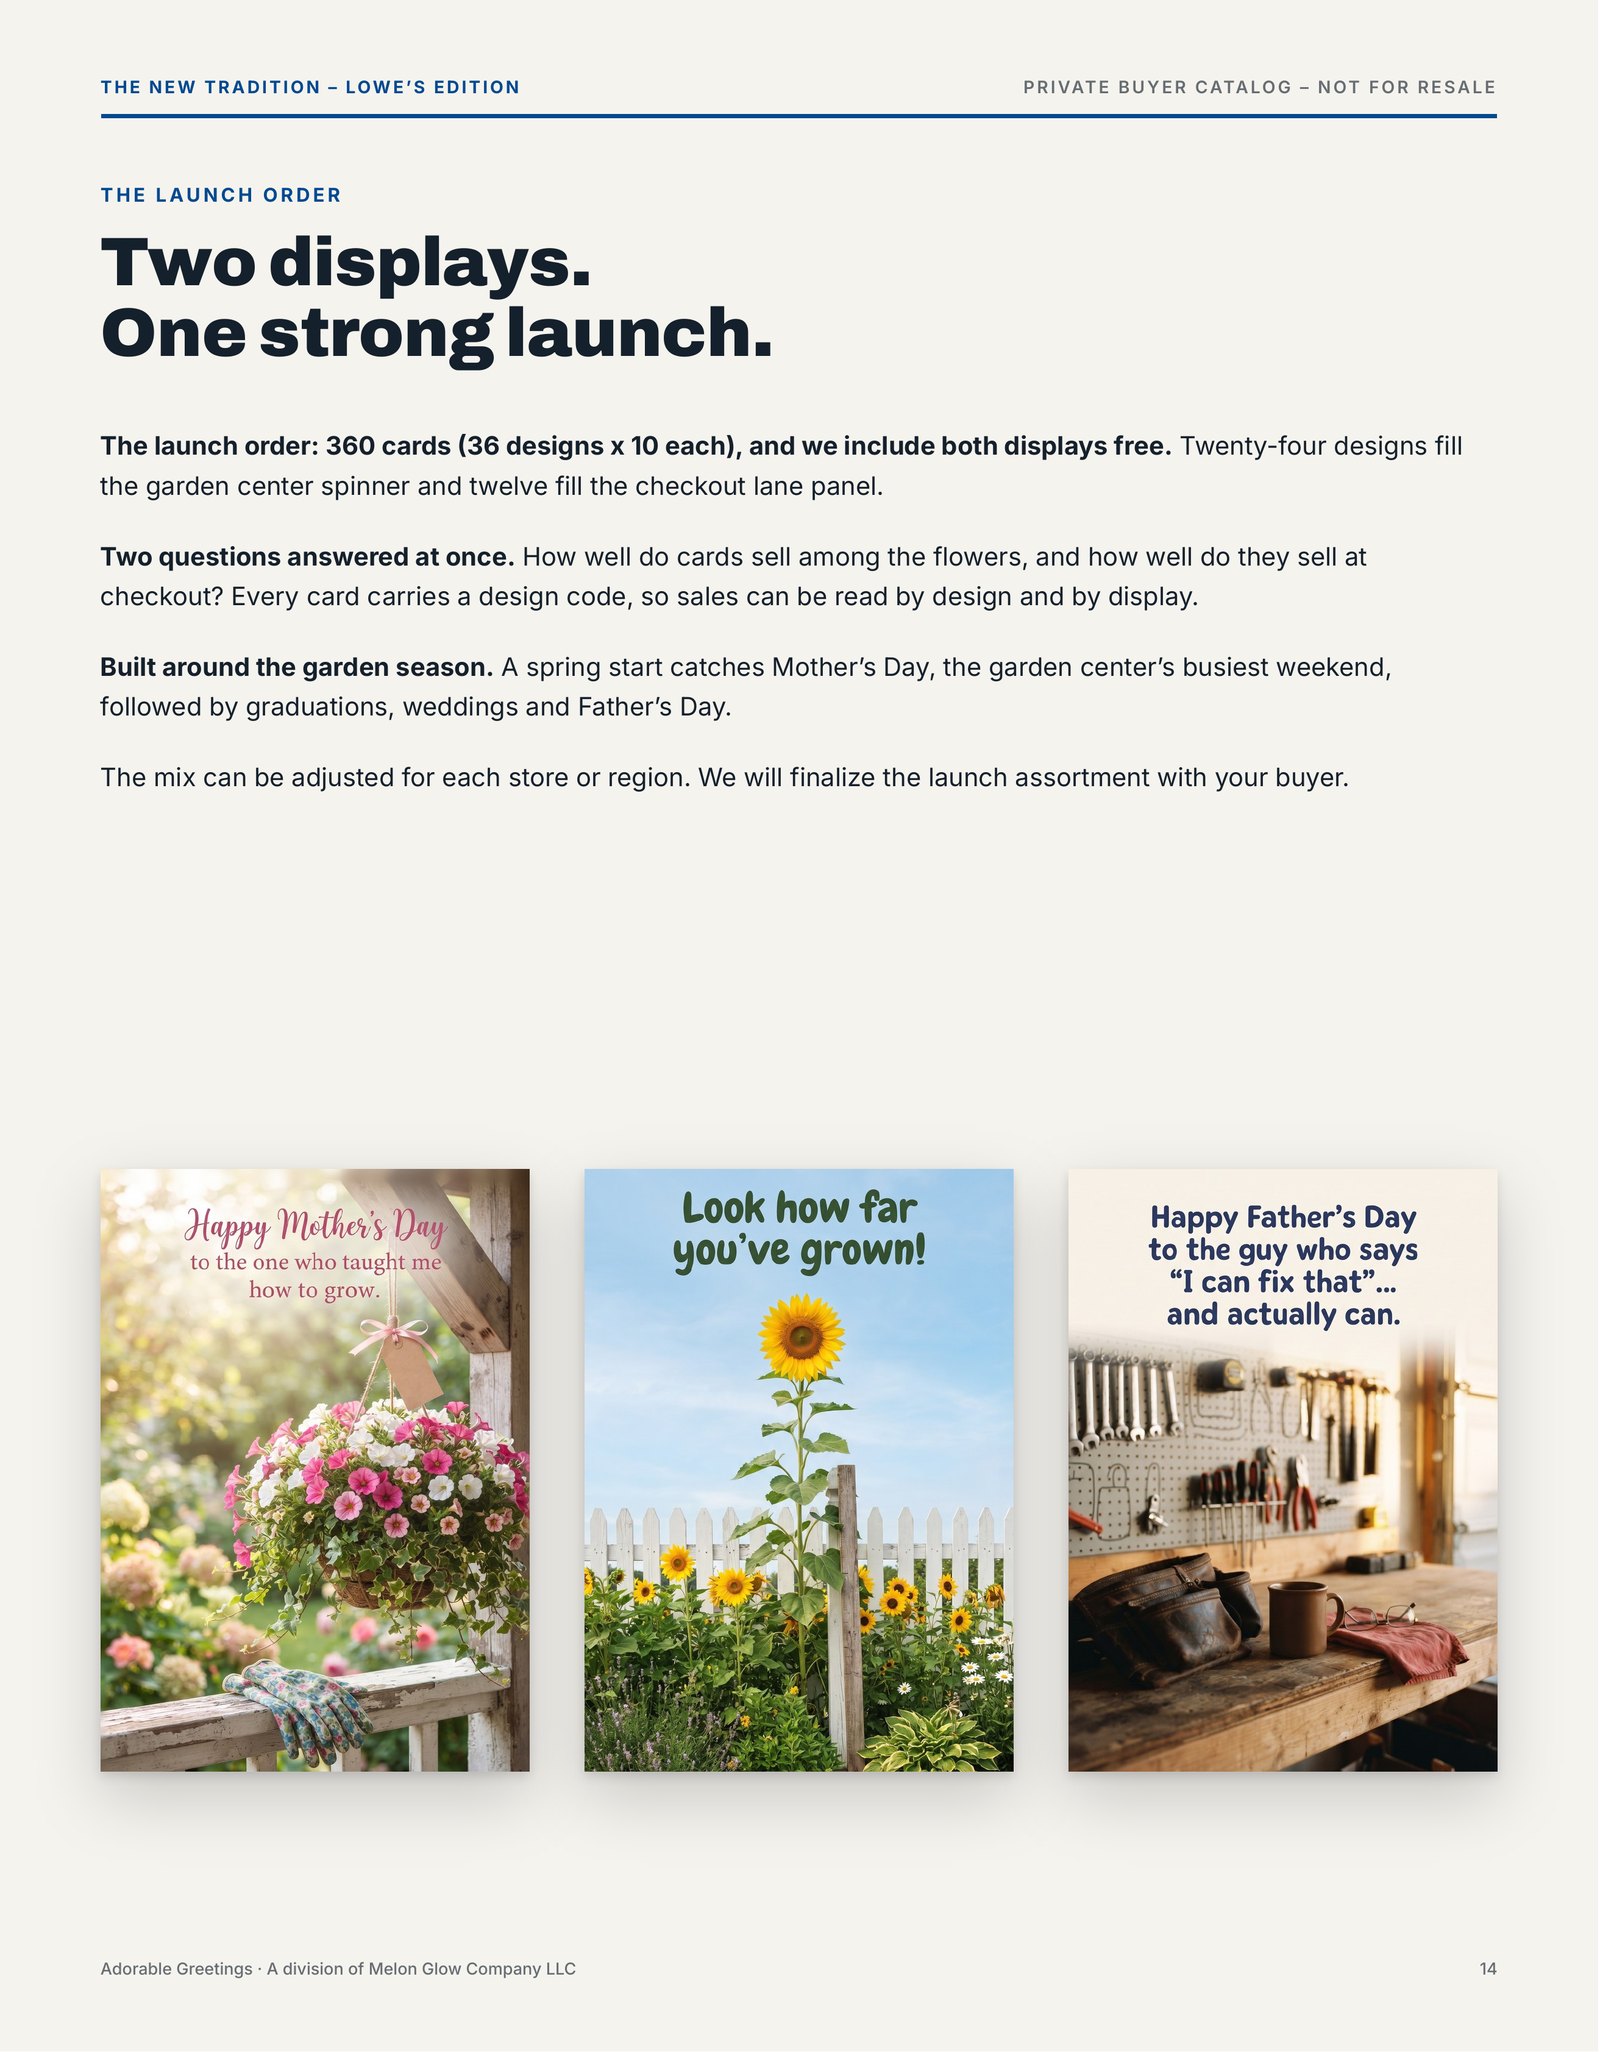 THE NEW TRADITION – LOWE’S EDITION
PRIVATE BUYER CATALOG – NOT FOR RESALE
THE LAUNCH ORDER
Two displays.
One strong launch.
The launch order: 360 cards (36 designs x 10 each), and we include both displays free. Twenty-four designs fill
the garden center spinner and twelve fill the checkout lane panel.
Two questions answered at once. How well do cards sell among the flowers, and how well do they sell at
checkout? Every card carries a design code, so sales can be read by design and by display.
Built around the garden season. A spring start catches Mother’s Day, the garden center’s busiest weekend,
followed by graduations, weddings and Father’s Day.
The mix can be adjusted for each store or region. We will finalize the launch assortment with your buyer.
Happy Mother’s Day
to the one who taught me
how to grow.
Look how far
you’ve grown!
Happy Father’s Day
to the guy who says
“I can fix that”...
and actually can.
Adorable Greetings · A division of Melon Glow Company LLC
14